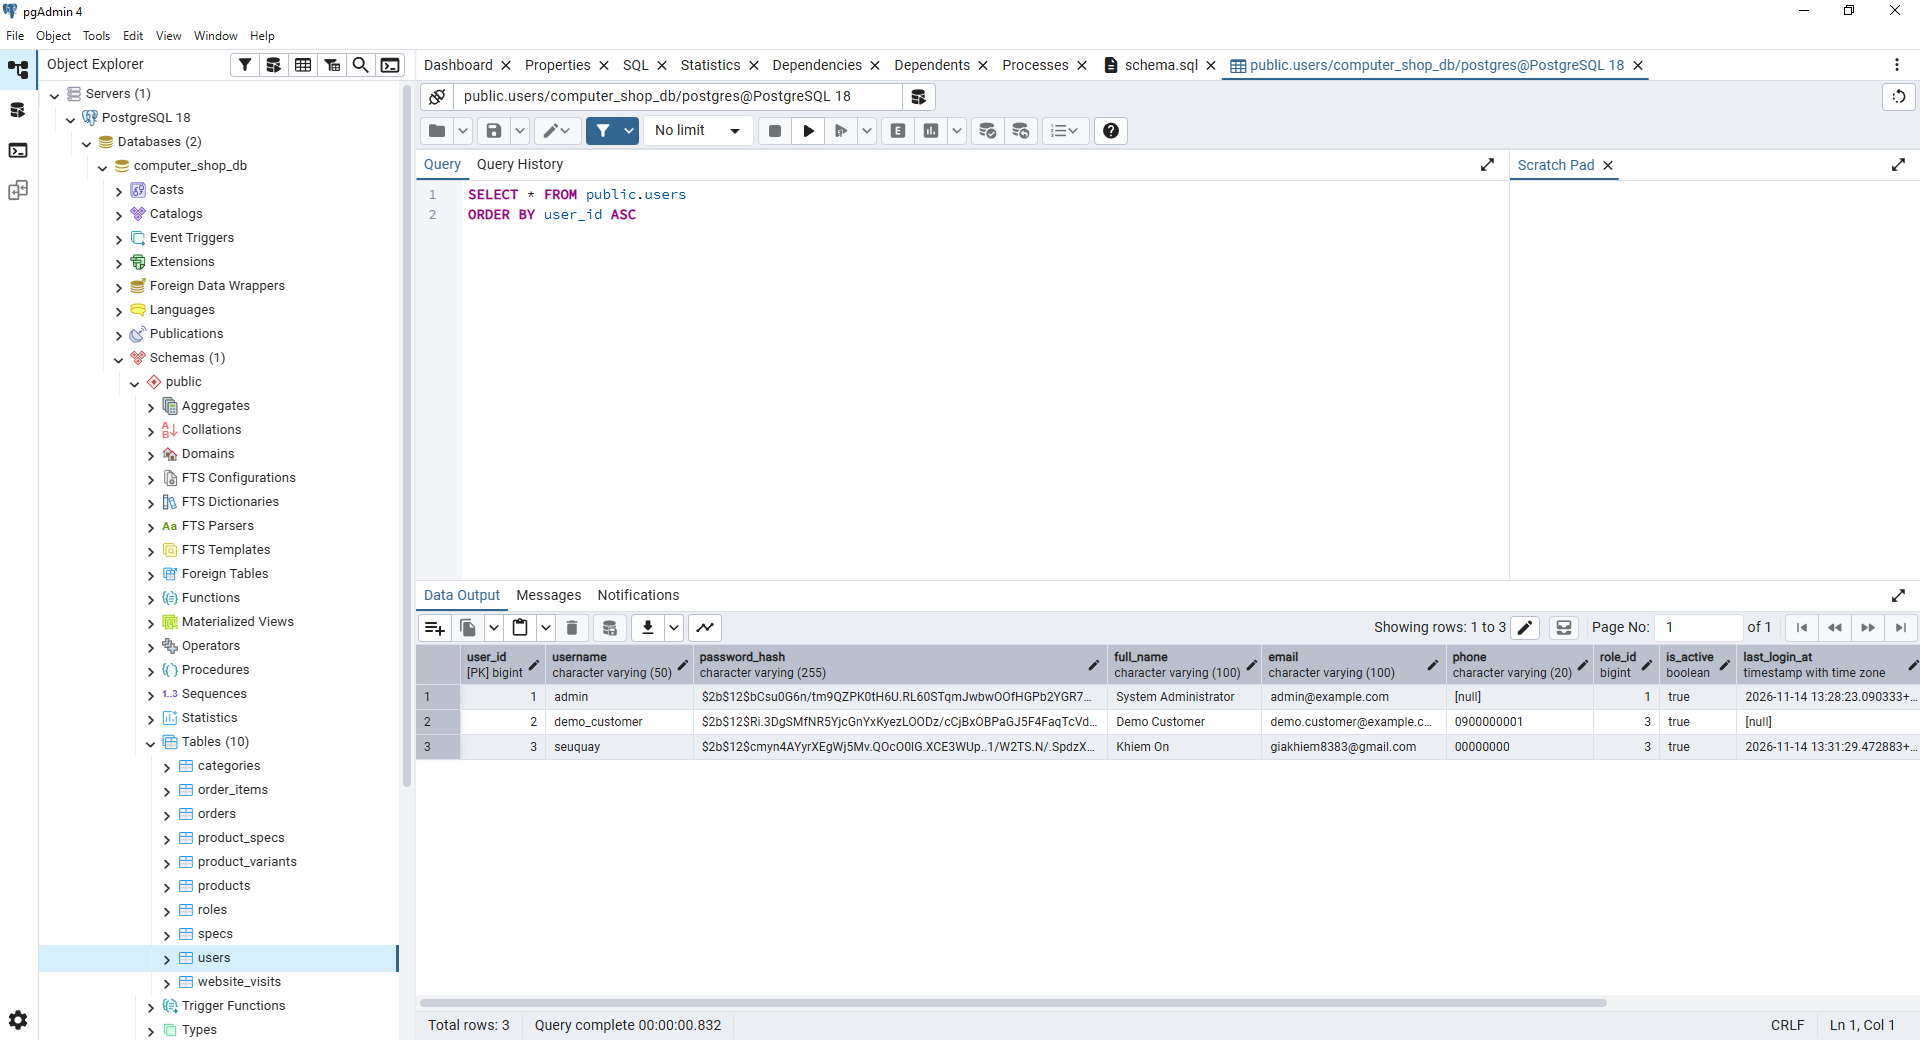 pgAdmin 4
File Object Tools Edit View Window Help
Object Explorer
Dashboard Properties SQL Statistics Dependencies Dependents Processes schema.sql public.users/computer_shop_db/postgres@PostgreSQL 18
Servers (1)
PostgreSQL 18
Databases (2)
computer_shop_db
Casts
Catalogs
Event Triggers
Extensions
Foreign Data Wrappers
Languages
Publications
Schemas (1)
public
Aggregates
Collations
Domains
FTS Configurations
FTS Dictionaries
Aa FTS Parsers
FTS Templates
Foreign Tables
Functions
Materialized Views
Operators
Procedures
1..3 Sequences
Statistics
Tables (10)
categories
order_items
orders
product_specs
product_variants
products
roles
specs
users
website_visits
Trigger Functions
Types
public.users/computer_shop_db/postgres@PostgreSQL 18
No limit
E
Query Query History
Scratch Pad
1 SELECT * FROM public.users
2 ORDER BY user_id ASC
Data Output Messages Notifications
Showing rows: 1 to 3 Page No: 1 of 1
user_id username password_hash full_name email phone role_id is_active last_login_at
[PK] bigint character varying (50) character varying (255) character varying (100) character varying (100) character varying (20) bigint boolean timestamp with time zone
1 1 admin $2b$12$bCsu0G6n/tm9QZPK0tH6U.RL60STqmJwbwOOfHGPb2YGR7... System Administrator admin@example.com [null] 1 true 2026-11-14 13:28:23.090333+...
2 2 demo_customer $2b$12$Ri.3DgSMfNR5YjcGnYxKyezLOODz/cCjBxOBPaGJ5F4FaqTcVd... Demo Customer demo.customer@example.c... 0900000001 3 true [null]
3 3 seuquay $2b$12$cmyn4AYyrXEgWj5Mv.QOcO0IG.XCE3WUp..1/W2TS.N/.SpdzX... Khiem On giakhiem8383@gmail.com 00000000 3 true 2026-11-14 13:31:29.472883+...
Total rows: 3 Query complete 00:00:00.832 CRLF Ln 1, Col 1